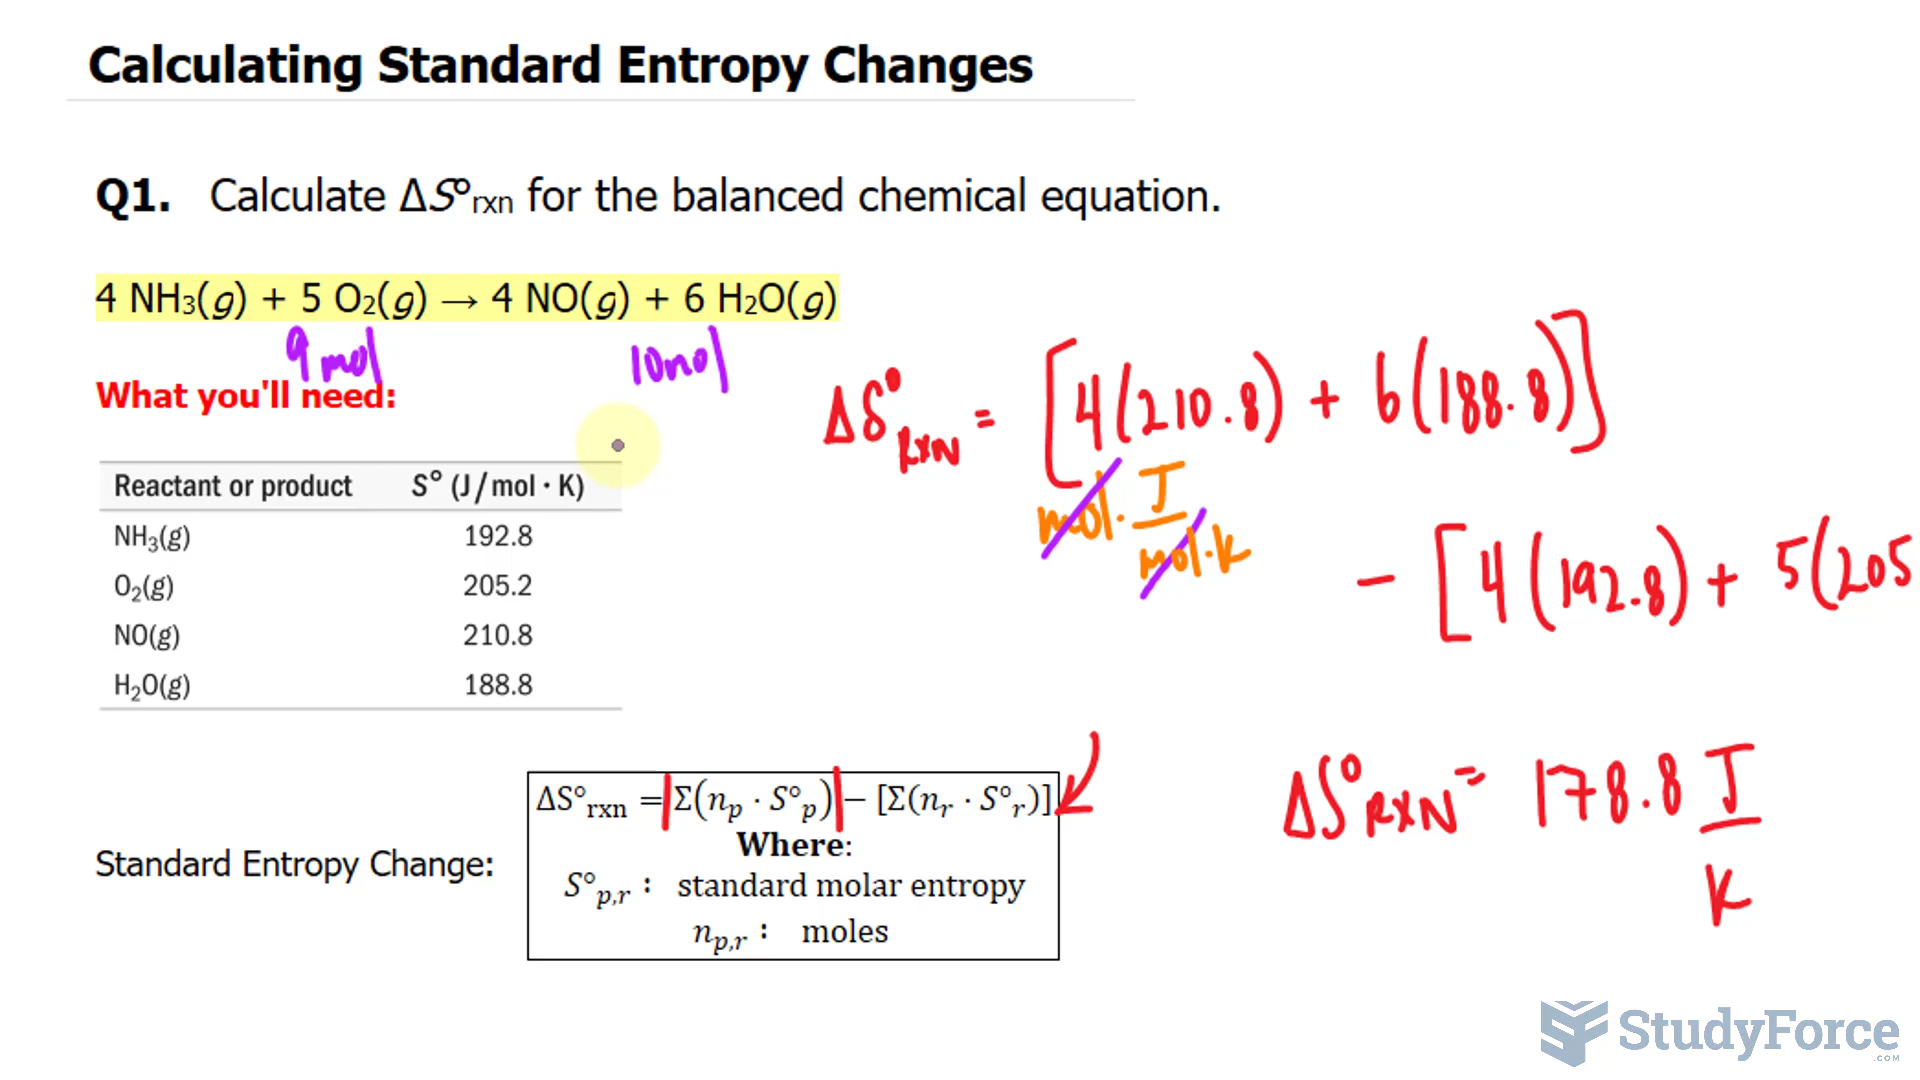 Calculating Standard Entropy Changes
Q1. Calculate ΔS°rxn for the balanced chemical equation.
4 NH₃(g) + 5 O₂(g) → 4 NO(g) + 6 H₂O(g)
9 mol
10 mol
What you'll need:
ΔS°RXN = [4(210.8) + 6(188.8)]
mol · J
mol·K
− [4(192.8) + 5(205
Reactant or product S° (J/mol · K)
NH₃(g) 192.8
O₂(g) 205.2
NO(g) 210.8
H₂O(g) 188.8
ΔS°RXN = 178.8 J
K
Standard Entropy Change:
ΔS°rxn = |Σ(nₚ · S°ₚ)| − [Σ(nᵣ · S°ᵣ)]
Where:
S°p,r : standard molar entropy
np,r : moles
StudyForce
.COM